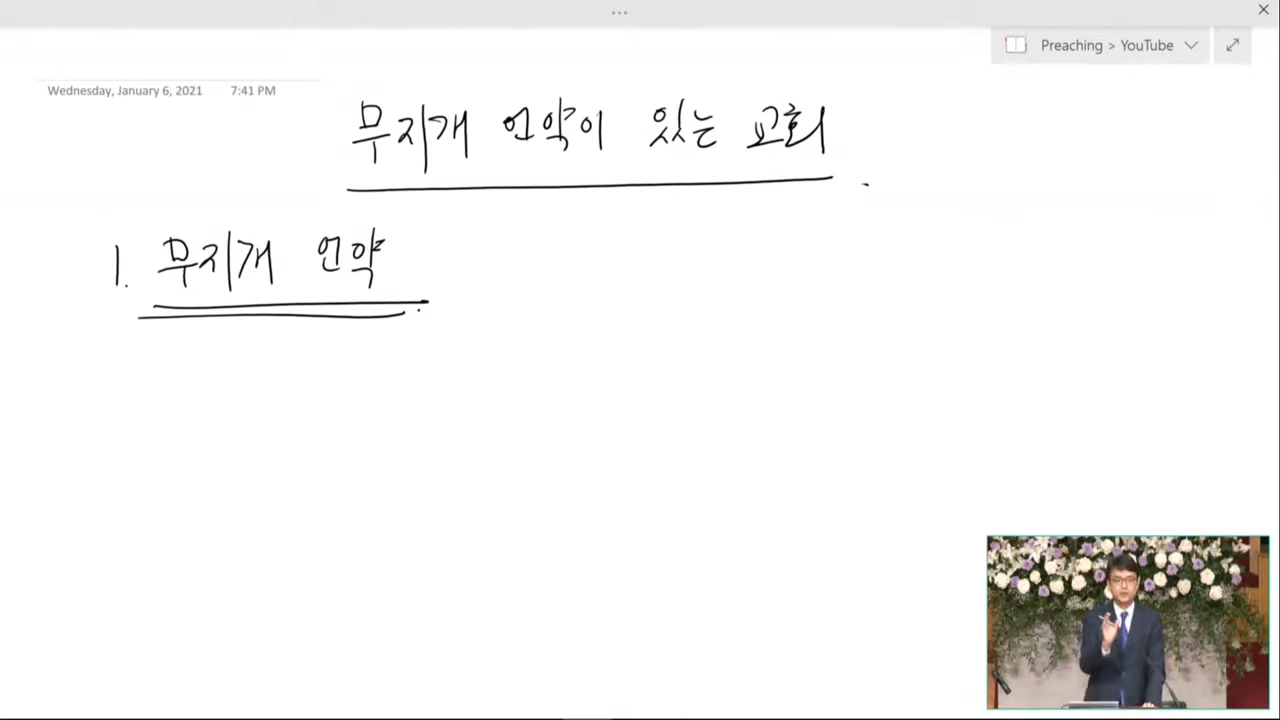 ...
Preaching > YouTube
Wednesday, January 6, 2021 7:41 PM
무지개 언약이 있는 교회
1. 무지개 언약